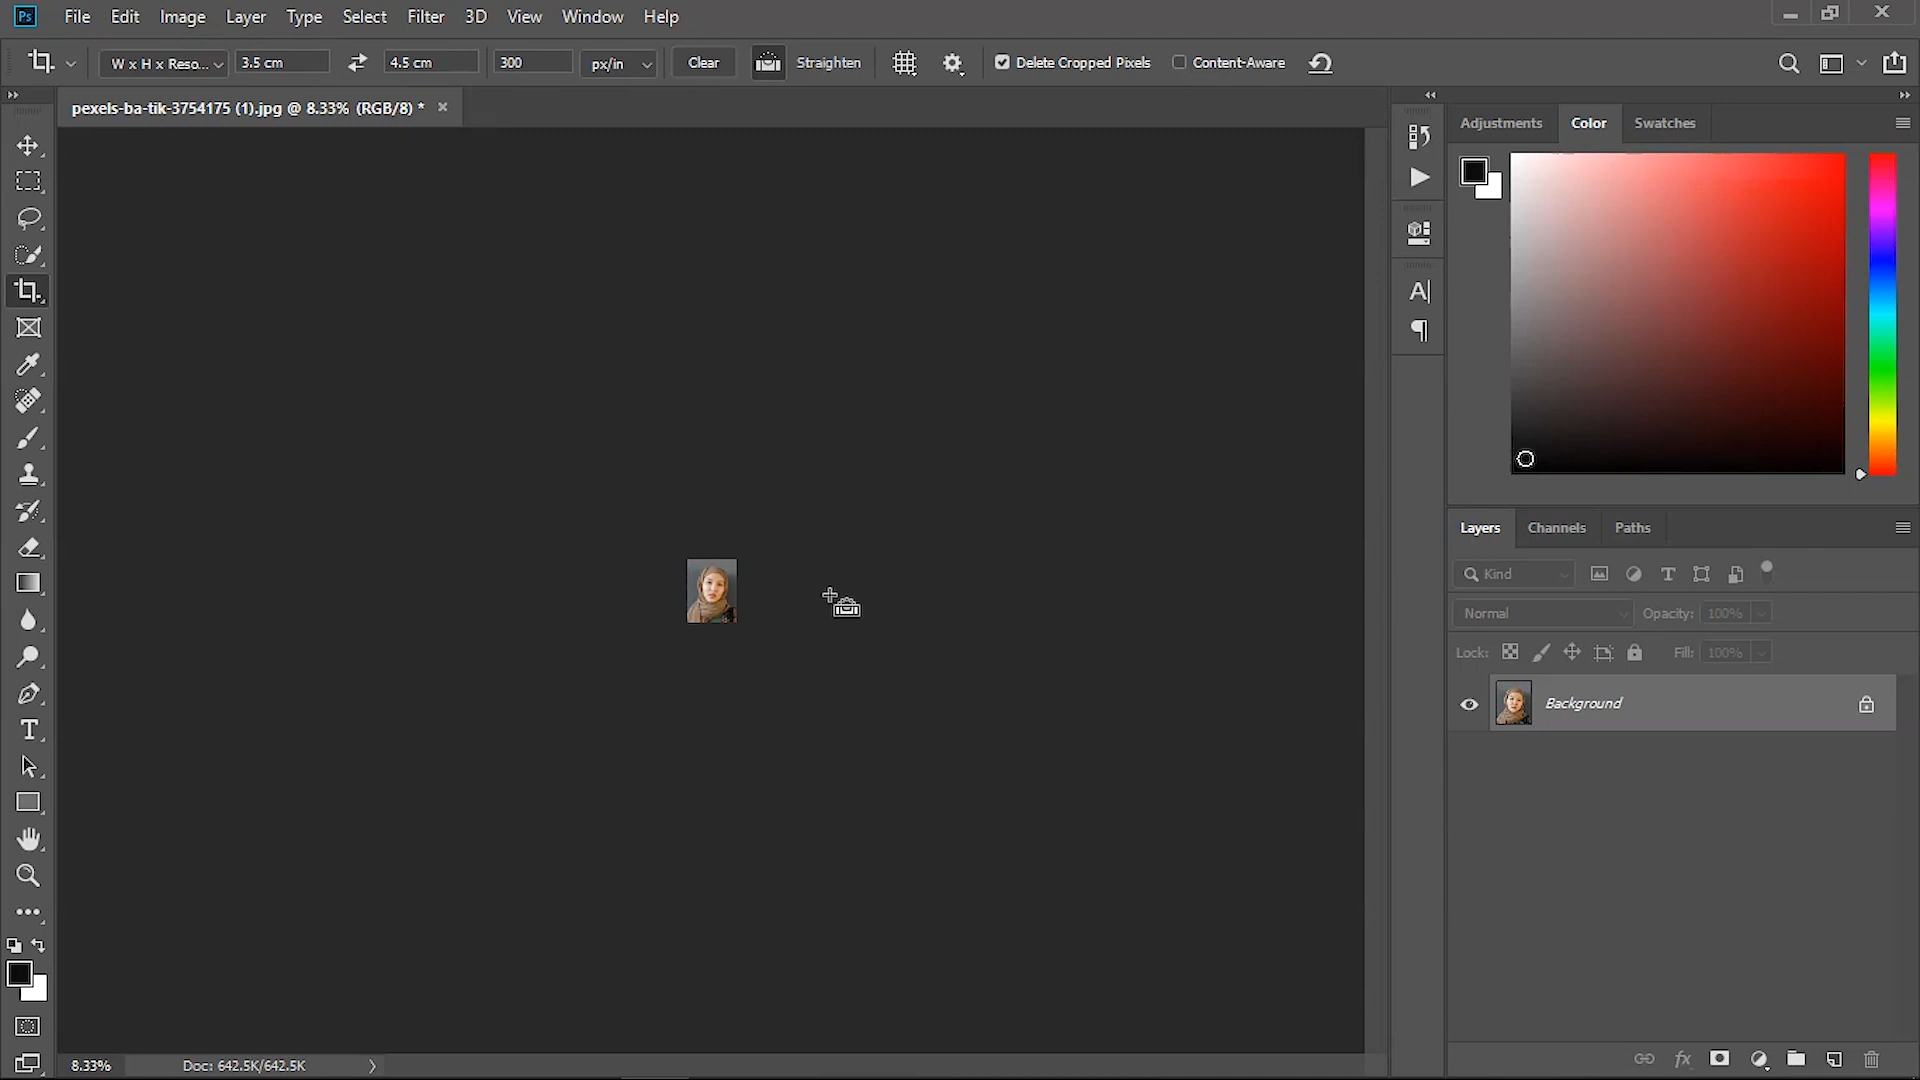 Ps File Edit Image Layer Type Select Filter 3D View Window Help
W x H x Reso... 3.5 cm 4.5 cm 300 px/in Clear Straighten Delete Cropped Pixels Content-Aware
pexels-ba-tik-3754175 (1).jpg @ 8.33% (RGB/8) *
Adjustments Color Swatches
Layers Channels Paths
Kind
Normal Opacity: 100%
Lock: Fill: 100%
Background
8.33% Doc: 642.5K/642.5K